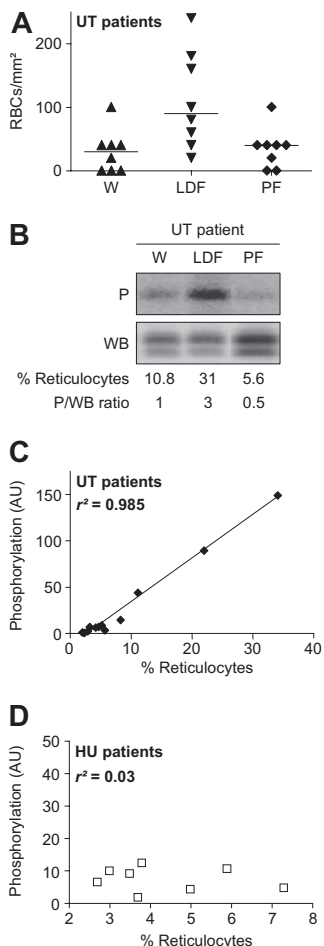 A
UT patients
RBCs/mm²
200
100
0
W LDF PF
B
UT patient
W LDF PF
P
WB
% Reticulocytes 10.8 31 5.6
P/WB ratio 1 3 0.5
C
UT patients
r² = 0.985
Phosphorylation (AU)
150
100
50
0
0 10 20 30 40
% Reticulocytes
D
HU patients
r² = 0.03
Phosphorylation (AU)
50
40
30
20
10
0
2 3 4 5 6 7 8
% Reticulocytes